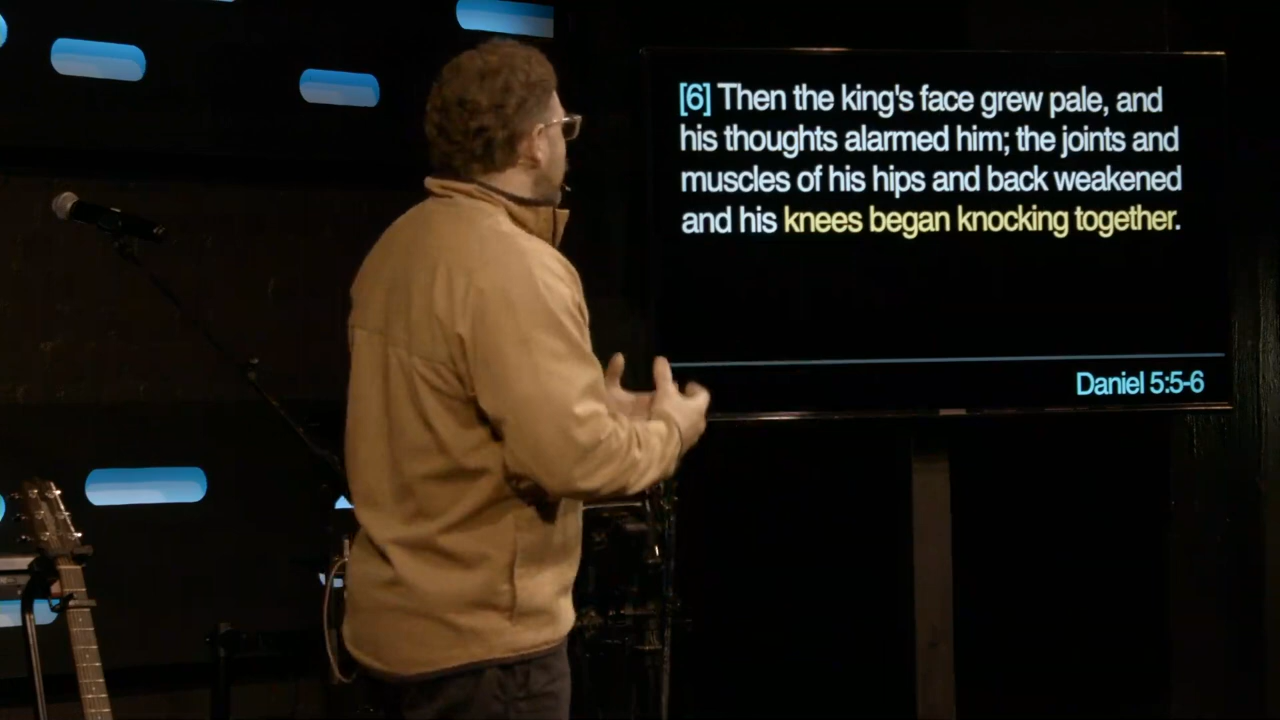 [6] Then the king's face grew pale, and
his thoughts alarmed him; the joints and
muscles of his hips and back weakened
and his knees began knocking together.
Daniel 5:5-6